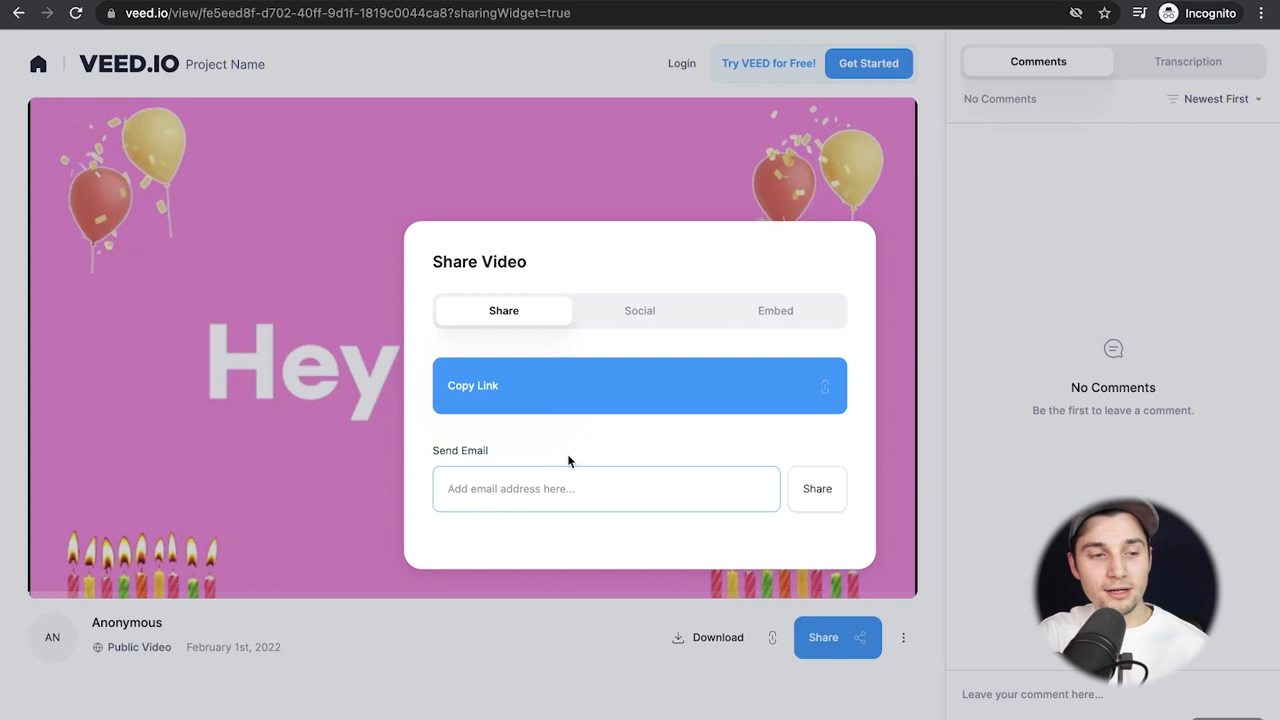 veed.io/view/fe5eed8f-d702-40ff-9d1f-1819c0044ca8?sharingWidget=true
Incognito
VEED.IO Project Name
Login
Try VEED for Free!
Get Started
Comments
Transcription
No Comments
Newest First
Hey
Share Video
Share
Social
Embed
Copy Link
Send Email
Add email address here...
Share
No Comments
Be the first to leave a comment.
AN
Anonymous
Public Video
February 1st, 2022
Download
Share
Leave your comment here...